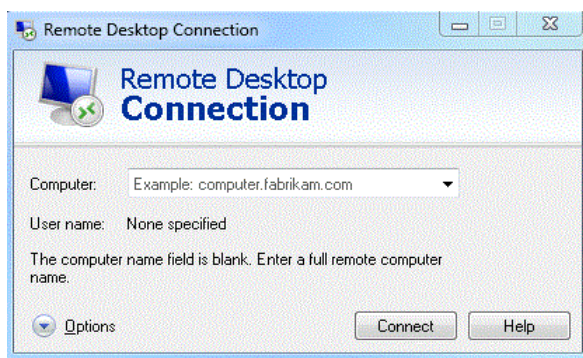 Remote Desktop Connection
Remote Desktop
Connection
Computer: Example: computer.fabrikam.com
User name: None specified
The computer name field is blank. Enter a full remote computer
name.
Options Connect Help